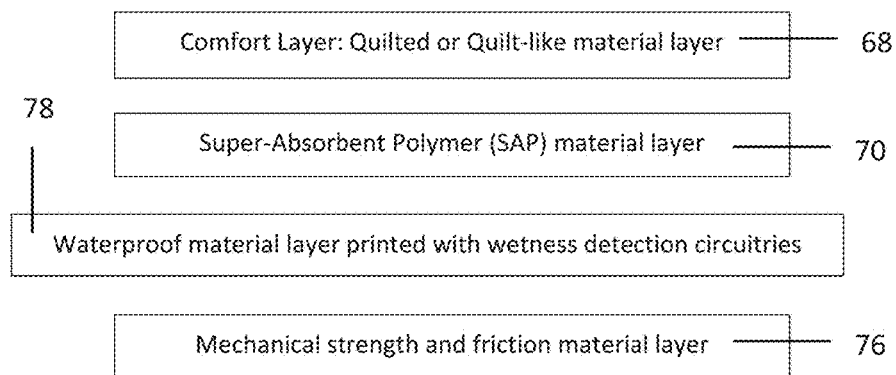 Comfort Layer: Quilted or Quilt-like material layer 68
78
Super-Absorbent Polymer (SAP) material layer 70
Waterproof material layer printed with wetness detection circuitries
Mechanical strength and friction material layer 76